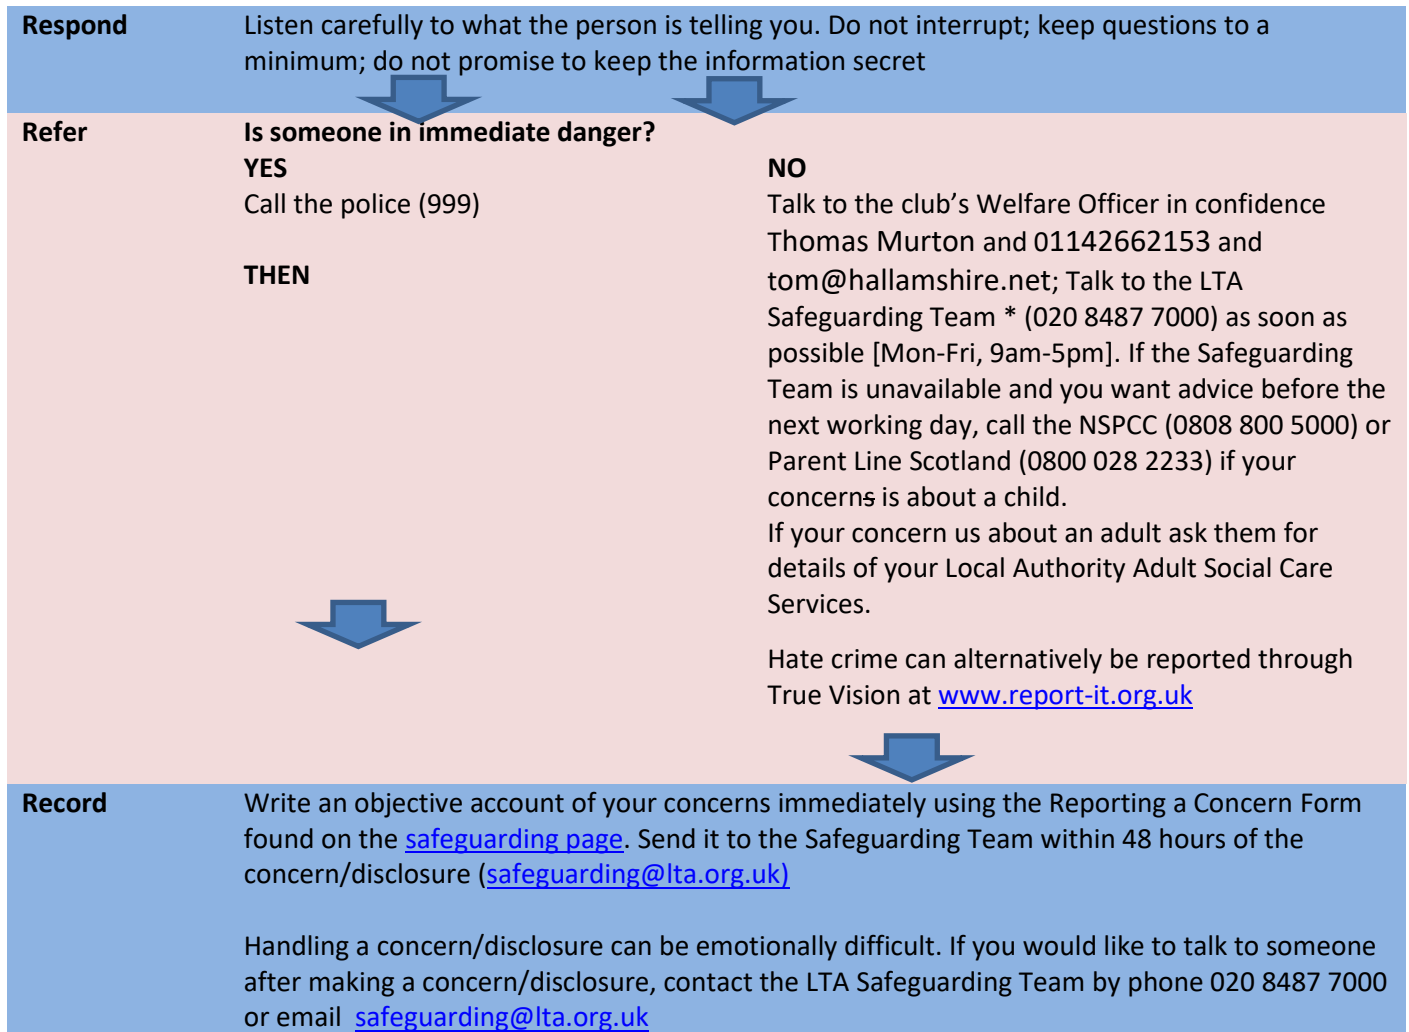 Respond
Listen carefully to what the person is telling you. Do not interrupt; keep questions to a
minimum; do not promise to keep the information secret
Refer
Is someone in immediate danger?
YES
Call the police (999)
THEN
NO
Talk to the club’s Welfare Officer in confidence
Thomas Murton and 01142662153 and
tom@hallamshire.net; Talk to the LTA
Safeguarding Team * (020 8487 7000) as soon as
possible [Mon-Fri, 9am-5pm]. If the Safeguarding
Team is unavailable and you want advice before the
next working day, call the NSPCC (0808 800 5000) or
Parent Line Scotland (0800 028 2233) if your
concerns is about a child.
If your concern us about an adult ask them for
details of your Local Authority Adult Social Care
Services.
Hate crime can alternatively be reported through
True Vision at www.report-it.org.uk
Record
Write an objective account of your concerns immediately using the Reporting a Concern Form
found on the safeguarding page. Send it to the Safeguarding Team within 48 hours of the
concern/disclosure (safeguarding@lta.org.uk)
Handling a concern/disclosure can be emotionally difficult. If you would like to talk to someone
after making a concern/disclosure, contact the LTA Safeguarding Team by phone 020 8487 7000
or email  safeguarding@lta.org.uk